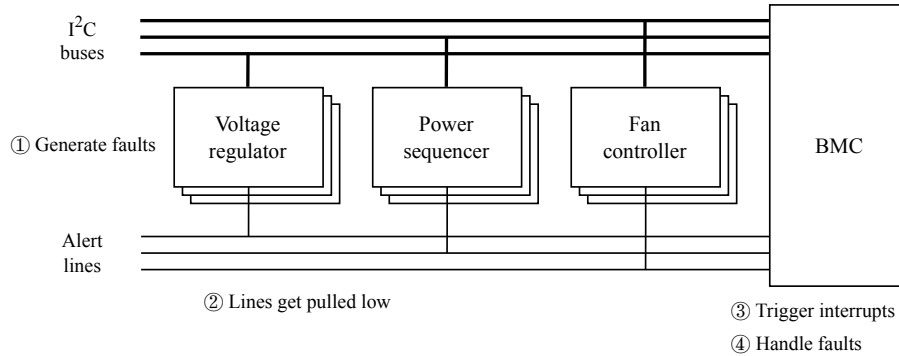 I²C
buses
① Generate faults
Voltage
regulator
Power
sequencer
Fan
controller
BMC
Alert
lines
② Lines get pulled low
③ Trigger interrupts
④ Handle faults